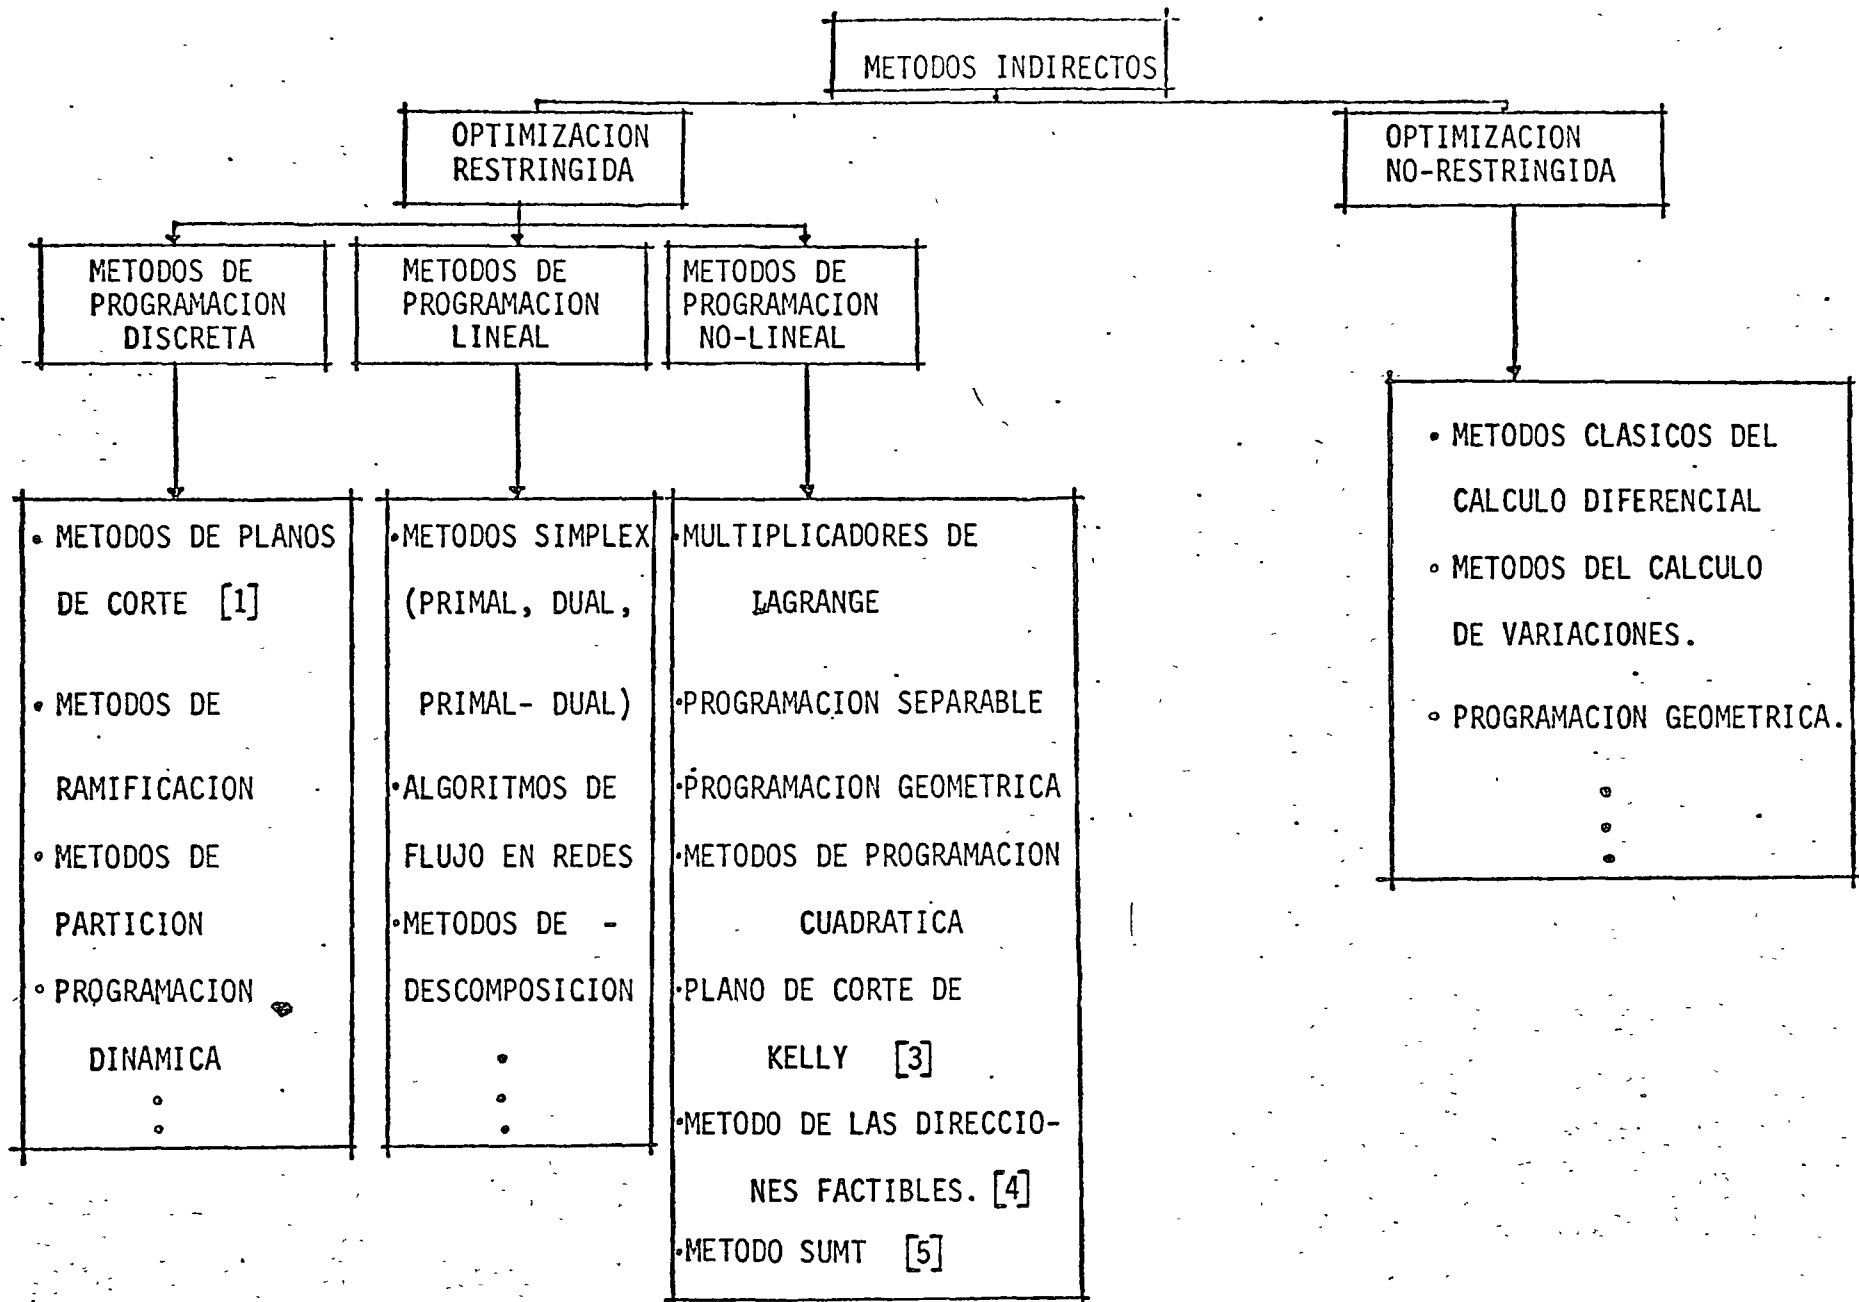 METODOS INDIRECTOS
OPTIMIZACION
RESTRINGIDA
OPTIMIZACION
NO-RESTRINGIDA
METODOS DE
PROGRAMACION
DISCRETA
METODOS DE
PROGRAMACION
LINEAL
METODOS DE
PROGRAMACION
NO-LINEAL
• METODOS DE PLANOS
DE CORTE [1]
• METODOS DE
RAMIFICACION
• METODOS DE
PARTICION
• PROGRAMACION
DINAMICA
•METODOS SIMPLEX
(PRIMAL, DUAL,
PRIMAL- DUAL)
•ALGORITMOS DE
FLUJO EN REDES
•METODOS DE -
DESCOMPOSICION
•MULTIPLICADORES DE
LAGRANGE
•PROGRAMACION SEPARABLE
•PROGRAMACION GEOMETRICA
•METODOS DE PROGRAMACION
CUADRATICA
•PLANO DE CORTE DE
KELLY [3]
•METODO DE LAS DIRECCIO-
NES FACTIBLES. [4]
•METODO SUMT [5]
• METODOS CLASICOS DEL
CALCULO DIFERENCIAL
• METODOS DEL CALCULO
DE VARIACIONES.
• PROGRAMACION GEOMETRICA.